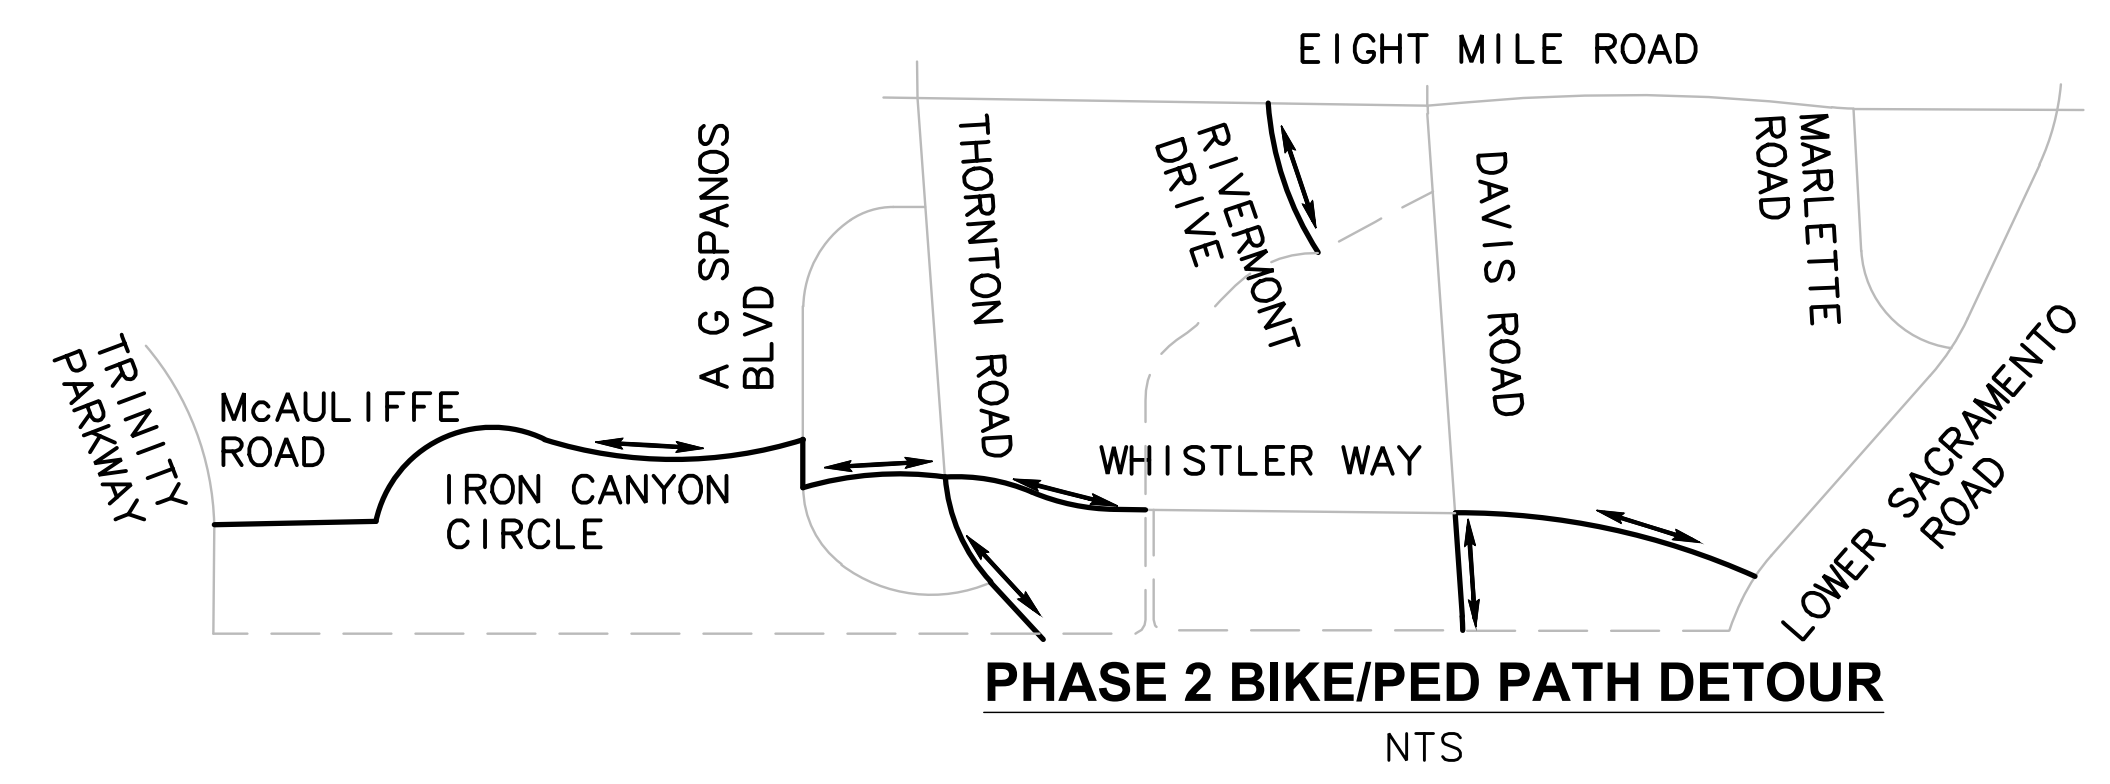 EIGHT MILE ROAD
A G SPANOS
BLVD
THORNTON ROAD
RIVERMONT
DRIVE
DAVIS ROAD
MARLETTE
ROAD
TRINITY
PARKWAY
McAULIFFE
ROAD
IRON CANYON
CIRCLE
WHISTLER WAY
LOWER SACRAMENTO
ROAD
PHASE 2 BIKE/PED PATH DETOUR
NTS